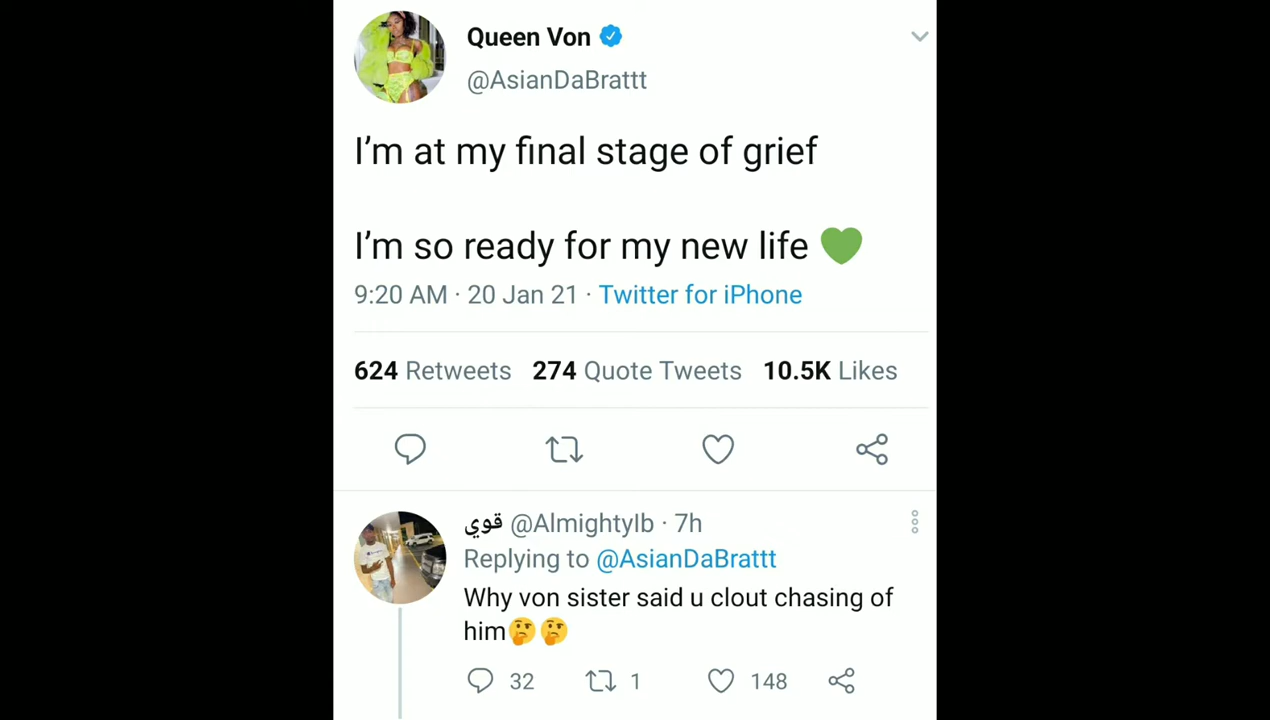 Queen Von
@AsianDaBrattt
I’m at my final stage of grief
I’m so ready for my new life 💚
9:20 AM · 20 Jan 21 · Twitter for iPhone
624 Retweets 274 Quote Tweets 10.5K Likes
قوي @AlmightyIb · 7h
Replying to @AsianDaBrattt
Why von sister said u clout chasing of
him🤔🤔
32 1 148